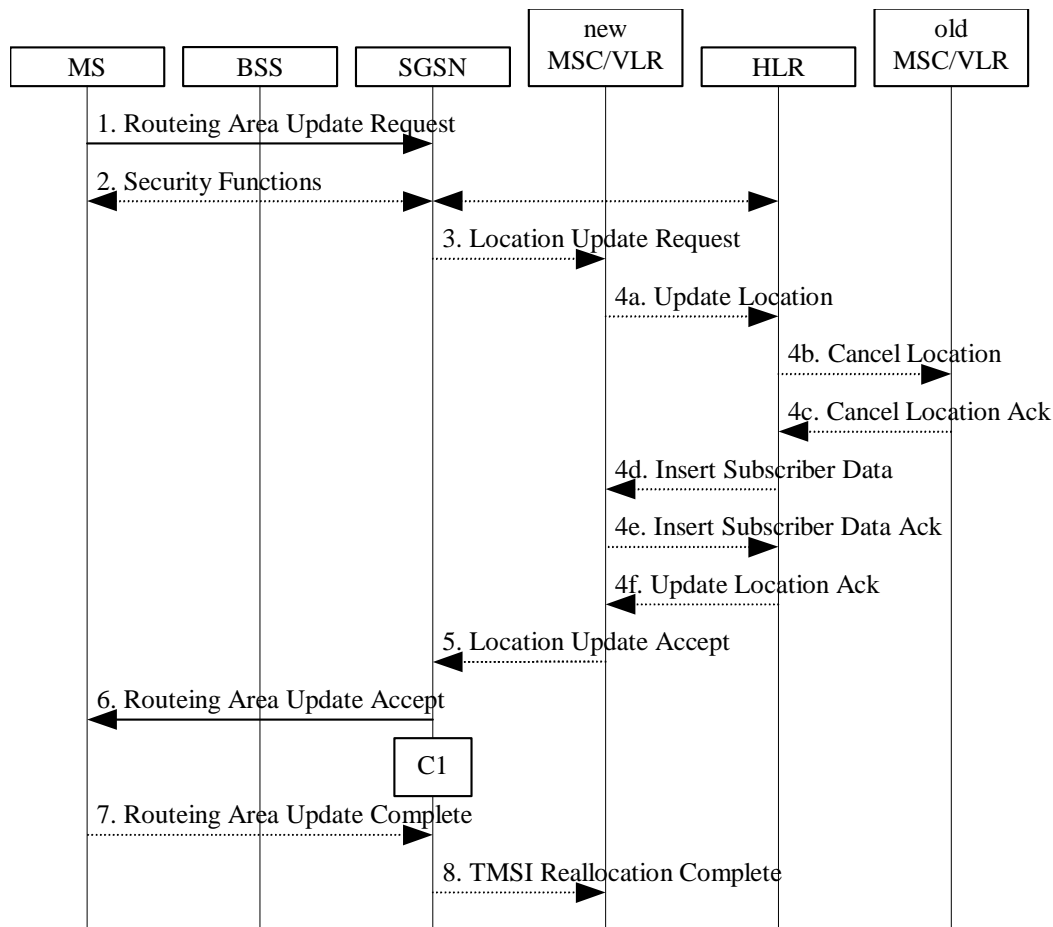 new
old
MSC/VLR
MSC/VLR
MS
BSS
SGSN
HLR
1. Routeing Area Update Request
2. Security Functions
3. Location Update Request
4a. Update Location
4b. Cancel Location
4c. Cancel Location Ack
4d. Insert Subscriber Data
4e. Insert Subscriber Data Ack
4f. Update Location Ack
5. Location Update Accept
6. Routeing Area Update Accept
C1
7. Routeing Area Update Complete
8. TMSI Reallocation Complete